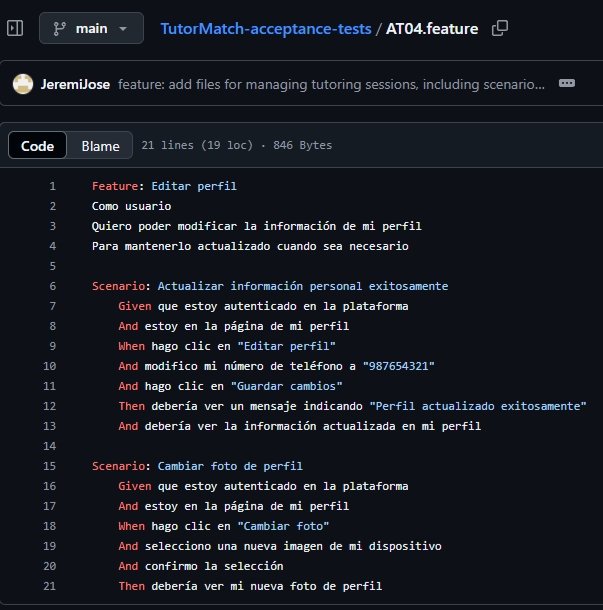 main
TutorMatch-acceptance-tests / AT04.feature
JeremiJose feature: add files for managing tutoring sessions, including scenario...
Code Blame 21 lines (19 loc) · 846 Bytes
1 Feature: Editar perfil
2 Como usuario
3 Quiero poder modificar la información de mi perfil
4 Para mantenerlo actualizado cuando sea necesario
5
6 Scenario: Actualizar información personal exitosamente
7 Given que estoy autenticado en la plataforma
8 And estoy en la página de mi perfil
9 When hago clic en "Editar perfil"
10 And modifico mi número de teléfono a "987654321"
11 And hago clic en "Guardar cambios"
12 Then debería ver un mensaje indicando "Perfil actualizado exitosamente"
13 And debería ver la información actualizada en mi perfil
14
15 Scenario: Cambiar foto de perfil
16 Given que estoy autenticado en la plataforma
17 And estoy en la página de mi perfil
18 When hago clic en "Cambiar foto"
19 And selecciono una nueva imagen de mi dispositivo
20 And confirmo la selección
21 Then debería ver mi nueva foto de perfil